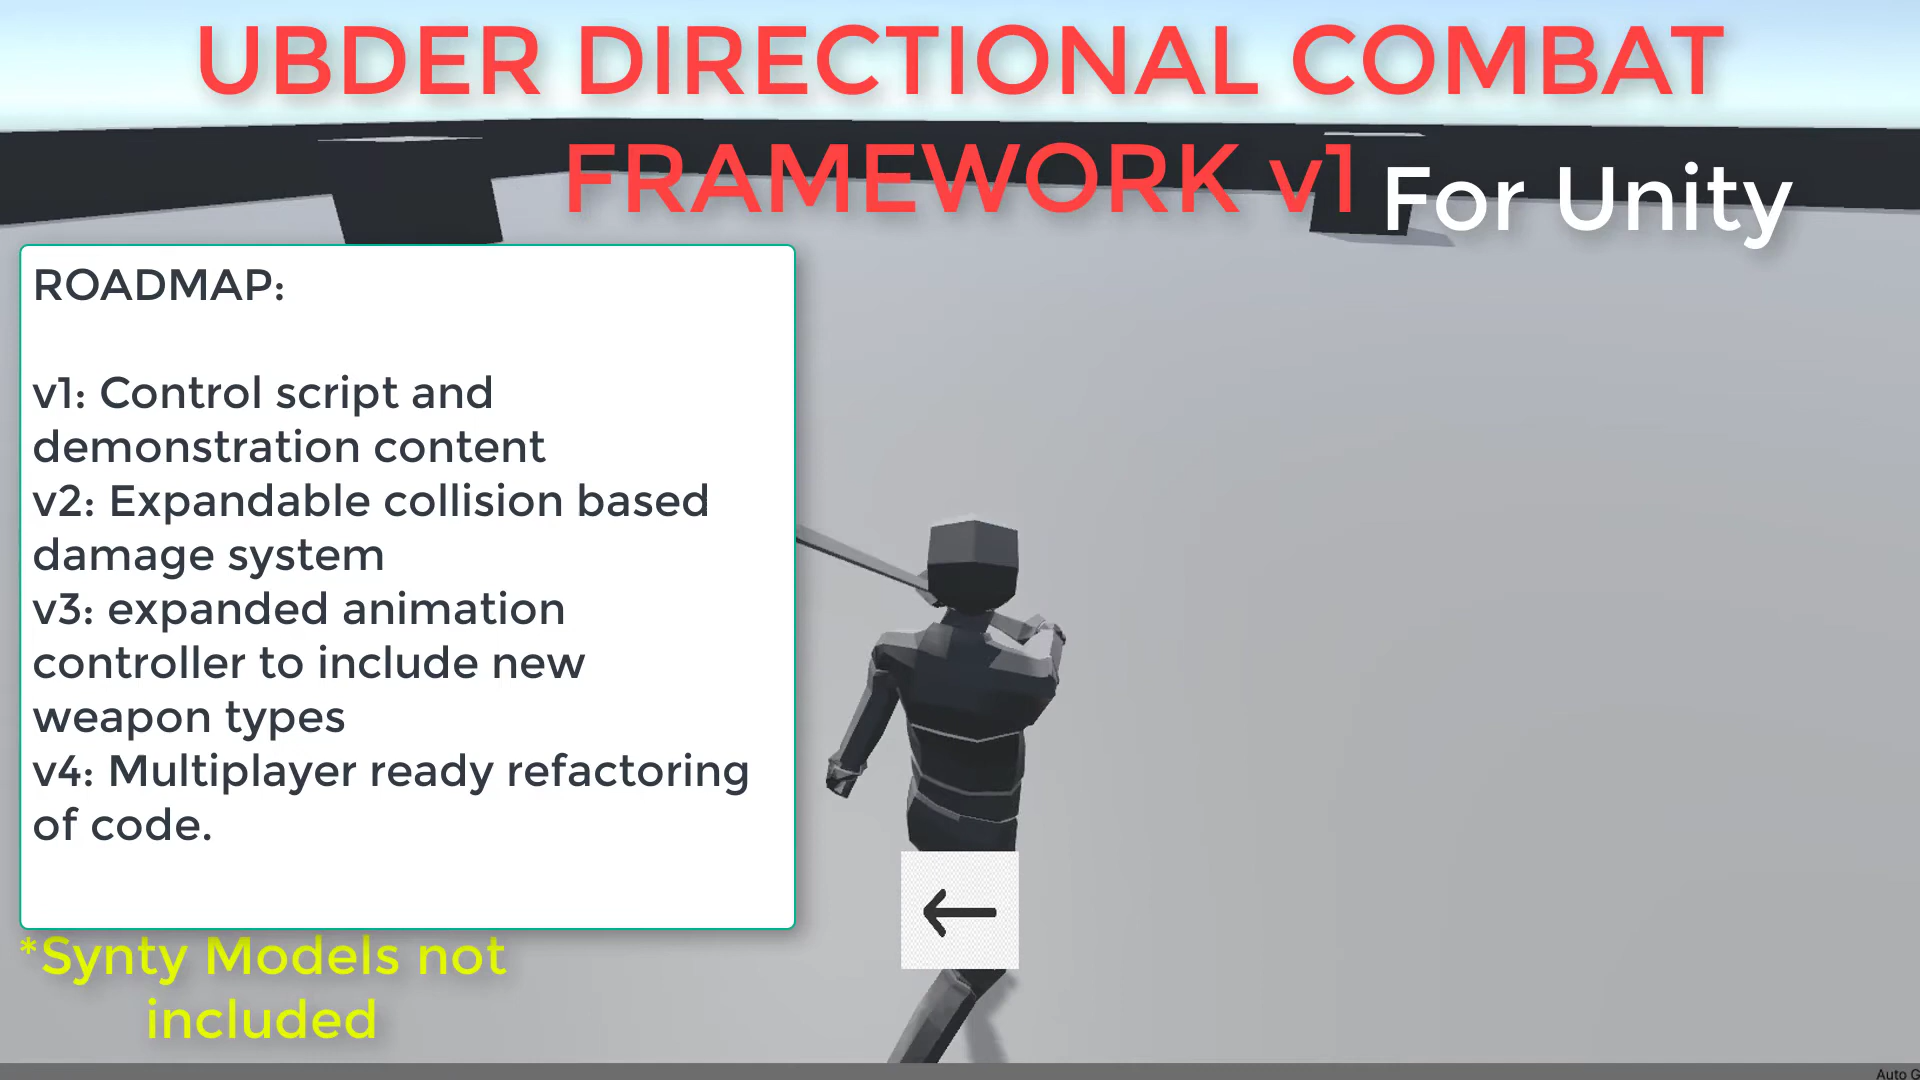 UBDER DIRECTIONAL COMBAT
FRAMEWORK v1 For Unity
ROADMAP:
v1: Control script and
demonstration content
v2: Expandable collision based
damage system
v3: expanded animation
controller to include new
weapon types
v4: Multiplayer ready refactoring
of code.
*Synty Models not
included
Auto G